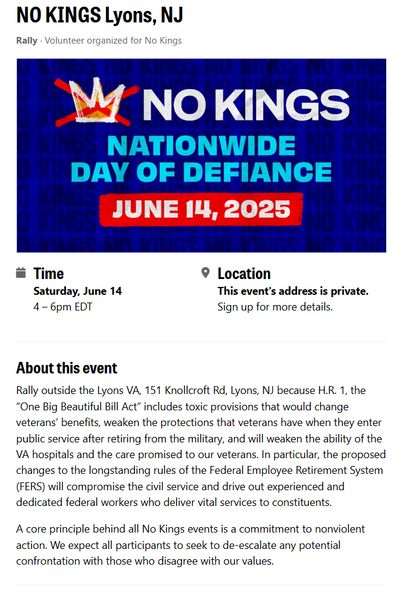 NO KINGS Lyons, NJ
Rally · Volunteer organized for No Kings
NO KINGS
NATIONWIDE
DAY OF DEFIANCE
JUNE 14, 2025
Time
Saturday, June 14
4 – 6pm EDT
Location
This event's address is private.
Sign up for more details.
About this event
Rally outside the Lyons VA, 151 Knollcroft Rd, Lyons, NJ because H.R. 1, the
“One Big Beautiful Bill Act” includes toxic provisions that would change
veterans’ benefits, weaken the protections that veterans have when they enter
public service after retiring from the military, and will weaken the ability of the
VA hospitals and the care promised to our veterans. In particular, the proposed
changes to the longstanding rules of the Federal Employee Retirement System
(FERS) will compromise the civil service and drive out experienced and
dedicated federal workers who deliver vital services to constituents.
A core principle behind all No Kings events is a commitment to nonviolent
action. We expect all participants to seek to de-escalate any potential
confrontation with those who disagree with our values.